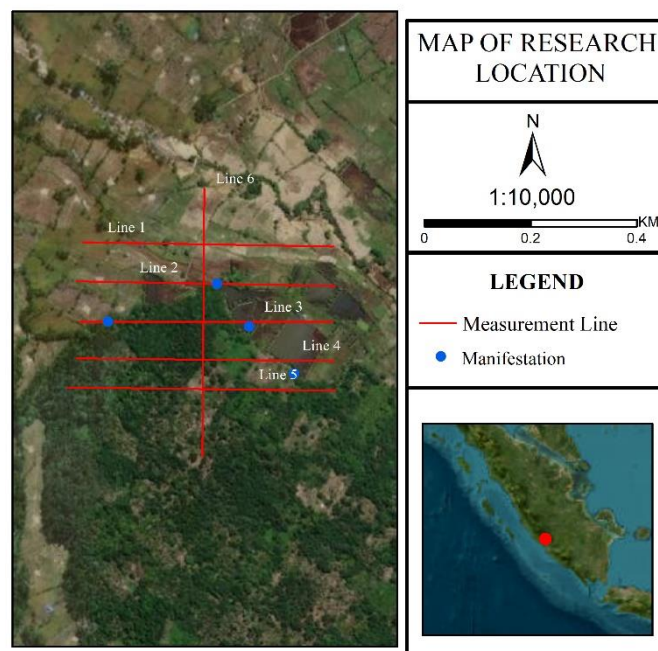 MAP OF RESEARCH
LOCATION
N
1:10,000
KM
0 0.2 0.4
LEGEND
Measurement Line
Manifestation
Line 6
Line 1
Line 2
Line 3
Line 4
Line 5